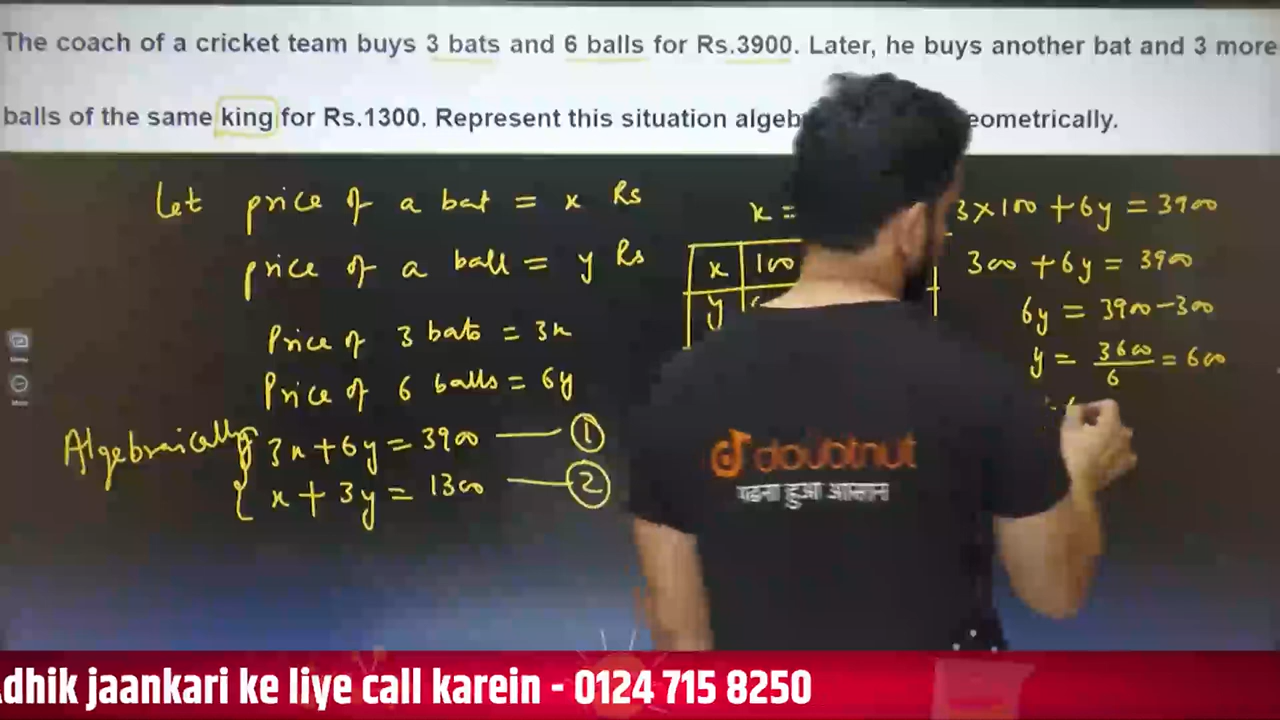 The coach of a cricket team buys 3 bats and 6 balls for Rs.3900. Later, he buys another bat and 3 more
balls of the same king for Rs.1300. Represent this situation algeb eometrically.
Let price of a bat = x Rs
price of a ball = y Rs
Price of 3 bats = 3x
Price of 6 balls = 6y
Algebraically { 3x + 6y = 3900 — ①
x + 3y = 1300 — ②
x =
x 100
y
3×100 + 6y = 3900
300 + 6y = 3900
6y = 3900 - 300
y = 3600/6 = 600
doubtnut
पढ़ना हुआ आसान
dhik jaankari ke liye call karein - 0124 715 8250